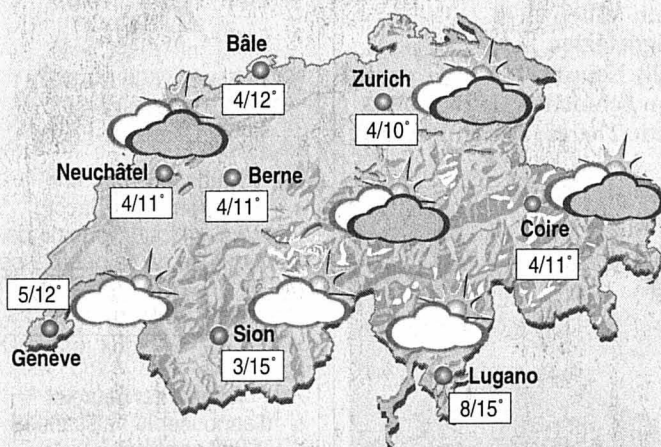 Bâle
4/12°
Zurich
4/10°
Neuchâtel
4/11°
Berne
4/11°
Coire
4/11°
5/12°
Genève
Sion
3/15°
Lugano
8/15°